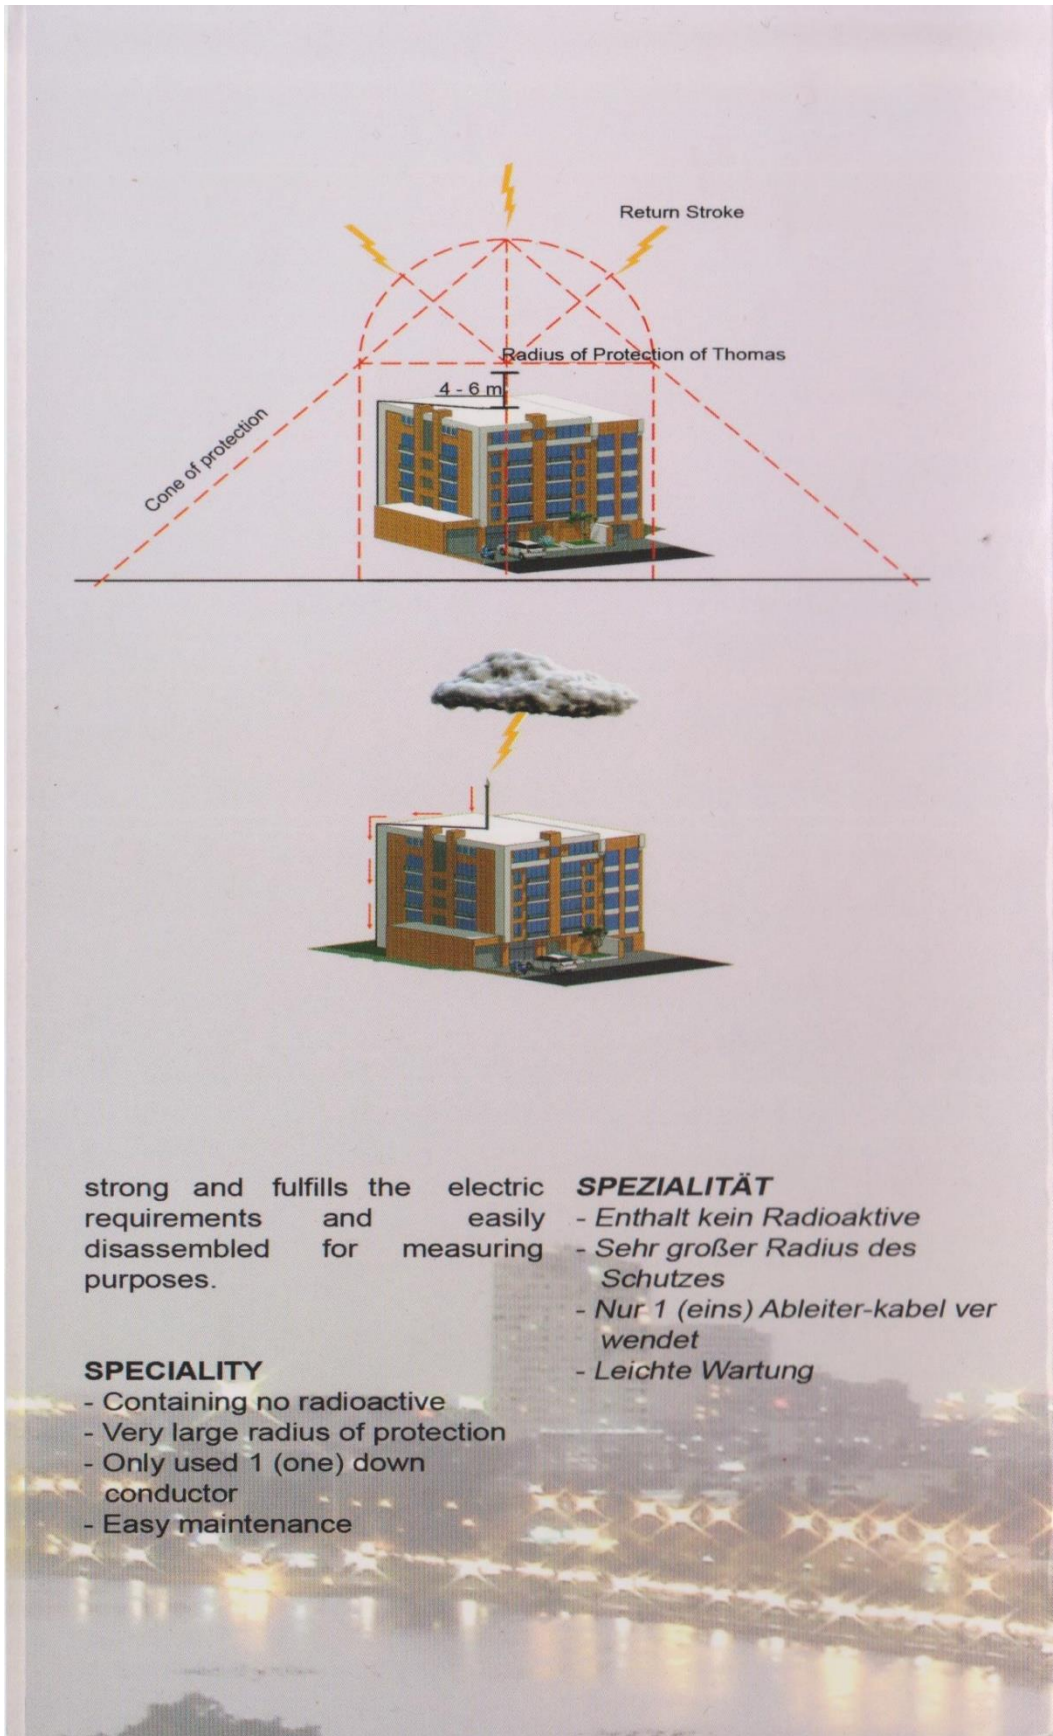 Return Stroke
Radius of Protection of Thomas
4 - 6 m
Cone of protection
strong and fulfills the electric
requirements and easily
disassembled for measuring
purposes.
SPECIALITY
- Containing no radioactive
- Very large radius of protection
- Only used 1 (one) down
conductor
- Easy maintenance
SPEZIALITÄT
- Enthalt kein Radioaktive
- Sehr großer Radius des
Schutzes
- Nur 1 (eins) Ableiter-kabel ver
wendet
- Leichte Wartung